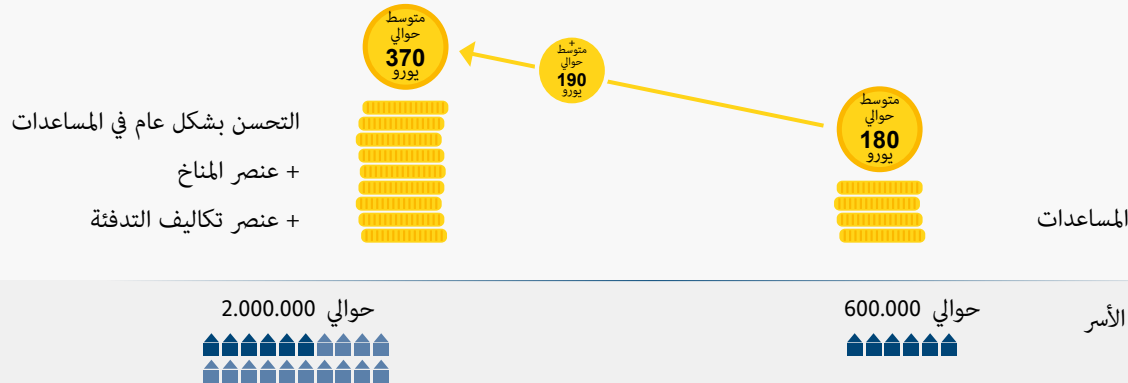 المساعدات
متوسط
حوالي
180
يورو
+
متوسط
حوالي
190
يورو
متوسط
حوالي
370
يورو
التحسن بشكل عام في المساعدات
+ عنصر المناخ
+ عنصر تكاليف التدفئة
الأسر
حوالي 600.000
حوالي 2.000.000